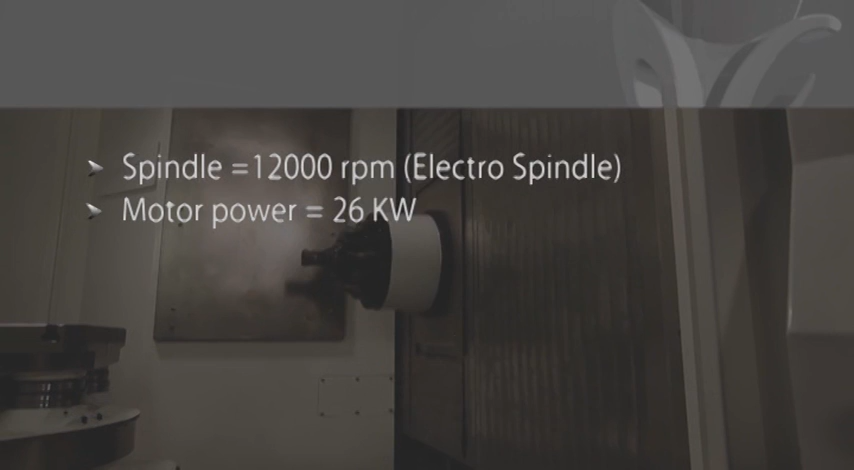 ➢ Spindle =12000 rpm (Electro Spindle)
➢ Motor power = 26 KW